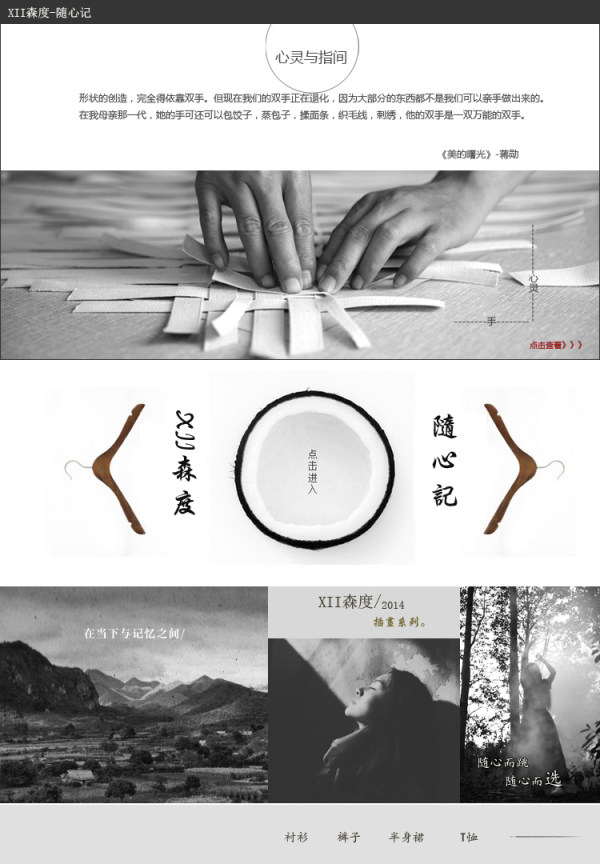 XII森度-随心记
心灵与指间
形状的创造，完全得依靠双手。但现在我们的双手正在退化，因为大部分的东西都不是我们可以亲手做出来的。
在我母亲那一代，她的手可还可以包饺子，蒸包子，揉面条，织毛线，刺绣，他的双手是一双万能的双手。
《美的曙光》-蒋勋
心灵
手
点击查看》》》
XII森度
点击进入
隨心記
在当下与记忆之间/
XII森度/2014
插畫系列。
随心而跳
随心而选
衬衫 裤子 半身裙 T恤